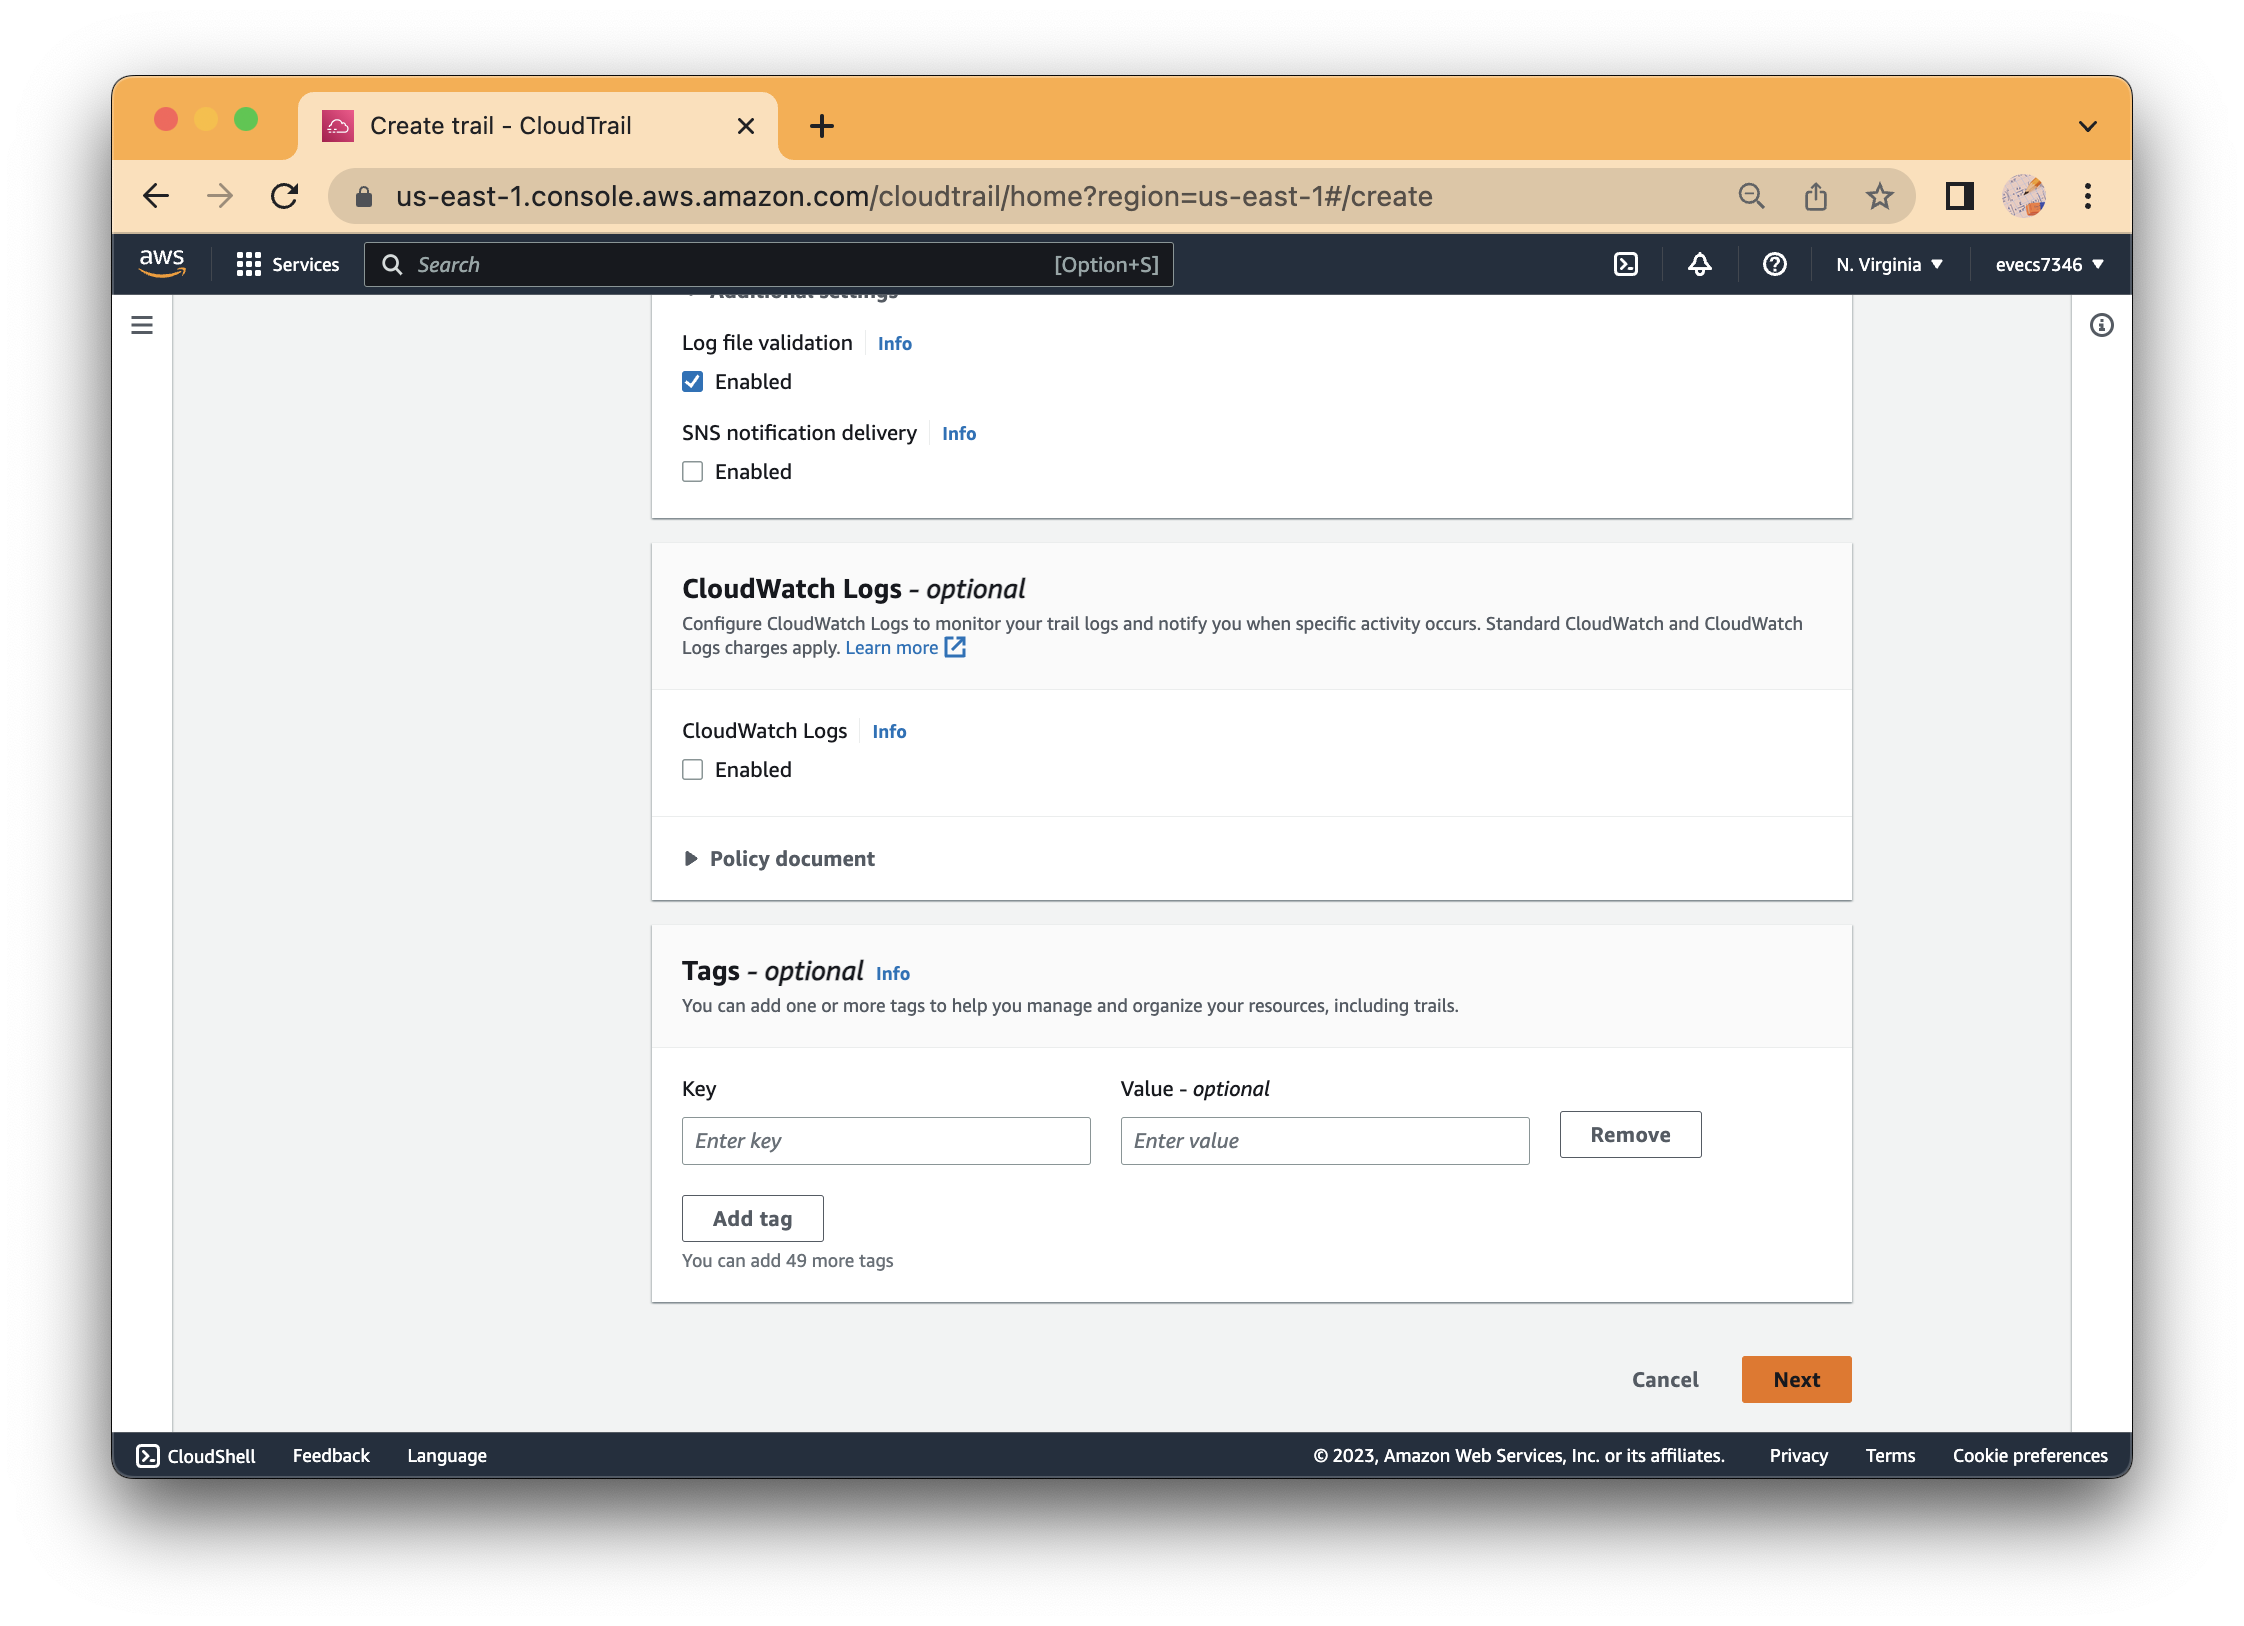 Create trail - CloudTrail
us-east-1.console.aws.amazon.com/cloudtrail/home?region=us-east-1#/create
aws
Services
Search
[Option+S]
N. Virginia
evecs7346
Additional settings
Log file validation Info
Enabled
SNS notification delivery Info
Enabled
CloudWatch Logs - optional
Configure CloudWatch Logs to monitor your trail logs and notify you when specific activity occurs. Standard CloudWatch and CloudWatch
Logs charges apply. Learn more
CloudWatch Logs Info
Enabled
Policy document
Tags - optional Info
You can add one or more tags to help you manage and organize your resources, including trails.
Key
Value - optional
Enter key
Enter value
Remove
Add tag
You can add 49 more tags
Cancel
Next
CloudShell
Feedback
Language
© 2023, Amazon Web Services, Inc. or its affiliates.
Privacy
Terms
Cookie preferences